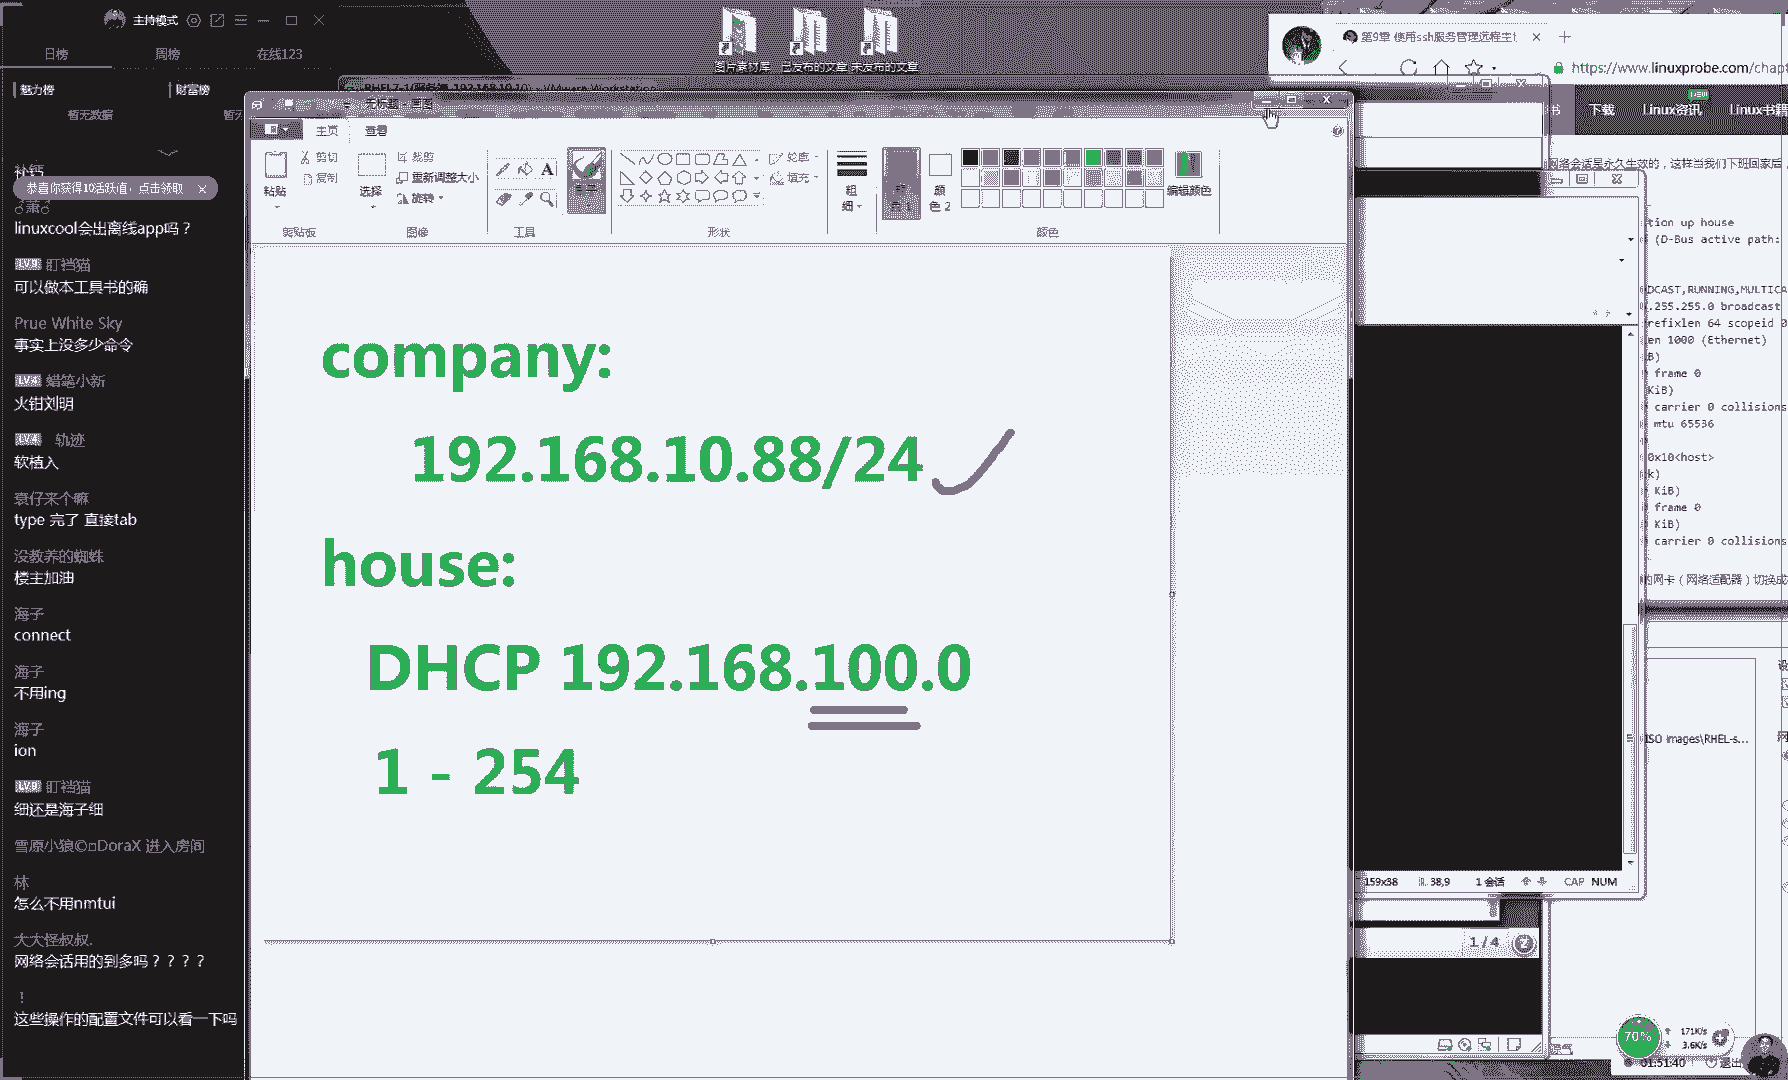 主持模式
日榜 周榜 在线123
魅力榜 财富榜
暂无数据
恭喜你获得10活跃值，点击领取
linuxcool会出离线app吗？
LV.9 盯裆猫
可以做本工具书的确
Prue White Sky
事实上没多少命令
LV.4 蜡笔小新
火钳刘明
LV.4 轨迹
软植入
袁仔来个嘛
type 完了 直接tab
没教养的蜘蛛
楼主加油
海子
connect
海子
不用ing
海子
ion
LV.9 盯裆猫
细还是海子细
进入房间
林
怎么不用nmtui
大大怪叔叔.
网络会话用的到多吗？？？？
！
这些操作的配置文件可以看一下吗
图片素材库 已发布的文章 未发布的文章
主页 查看
粘贴 剪切 复制
剪贴板
选择 裁剪 重新调整大小 旋转
图像
工具
形状
轮廓 填充
粗细
颜色 2
颜色
编辑颜色
company:
192.168.10.88/24
house:
DHCP 192.168.100.0
1 - 254
第9章 使用ssh服务管理远程主
https://www.linuxprobe.com/chapt
下载 Linux资讯 Linux书籍
网络会话是永久生效的，这样当我们下班回家后，
tion up house
(D-Bus active path:
DCAST,RUNNING,MULTICA
.255.255.0 broadcast
refixlen 64 scopeid 0
en 1000 (Ethernet)
frame 0
KiB)
carrier 0 collisions
mtu 65536
0x10<host>
KiB)
frame 0
KiB)
carrier 0 collisions
的网卡（网络适配器）切换成
ISO images\RHEL-s...
159x38 38,9 1 会话 CAP NUM
1 / 4
70%
171K/s
3.6K/s
01:51:40